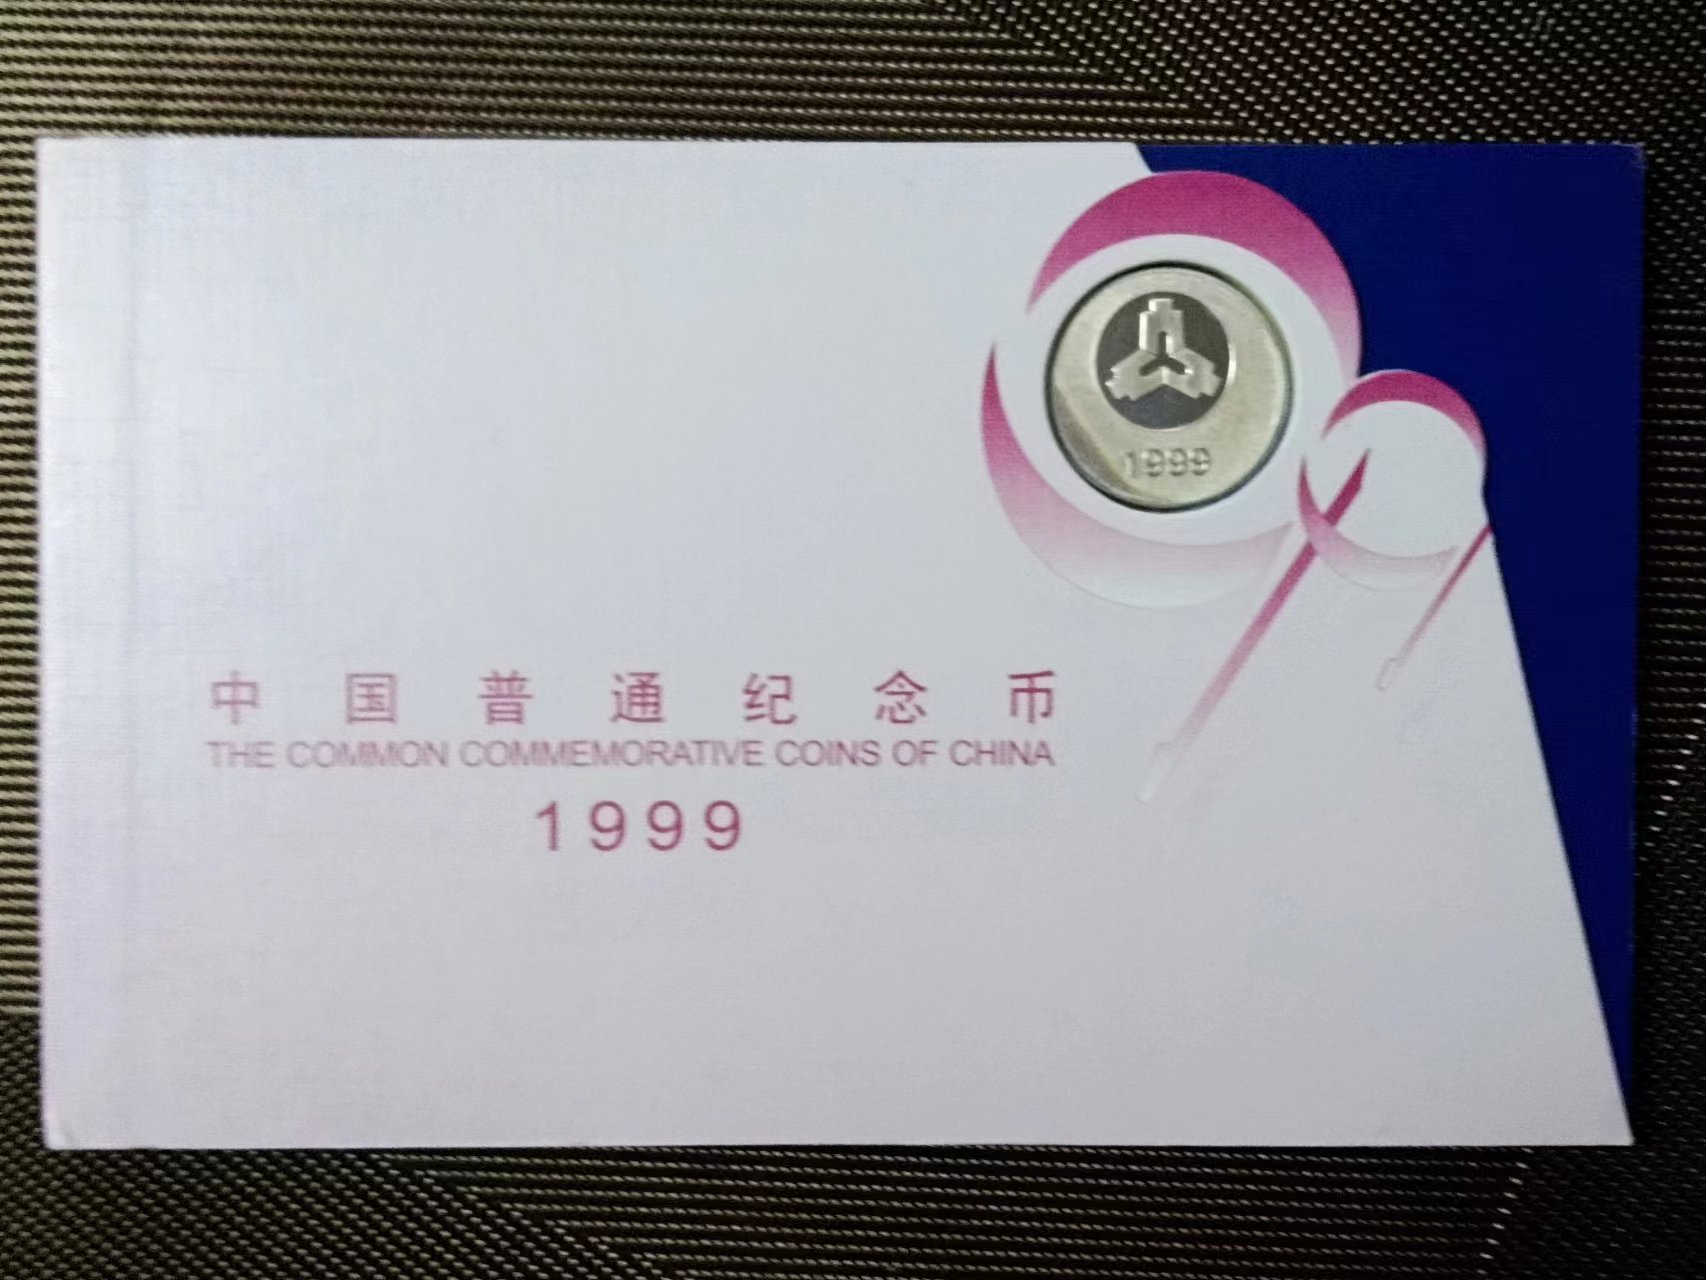 1999
中国普通纪念币
THE COMMON COMMEMORATIVE COINS OF CHINA
1999